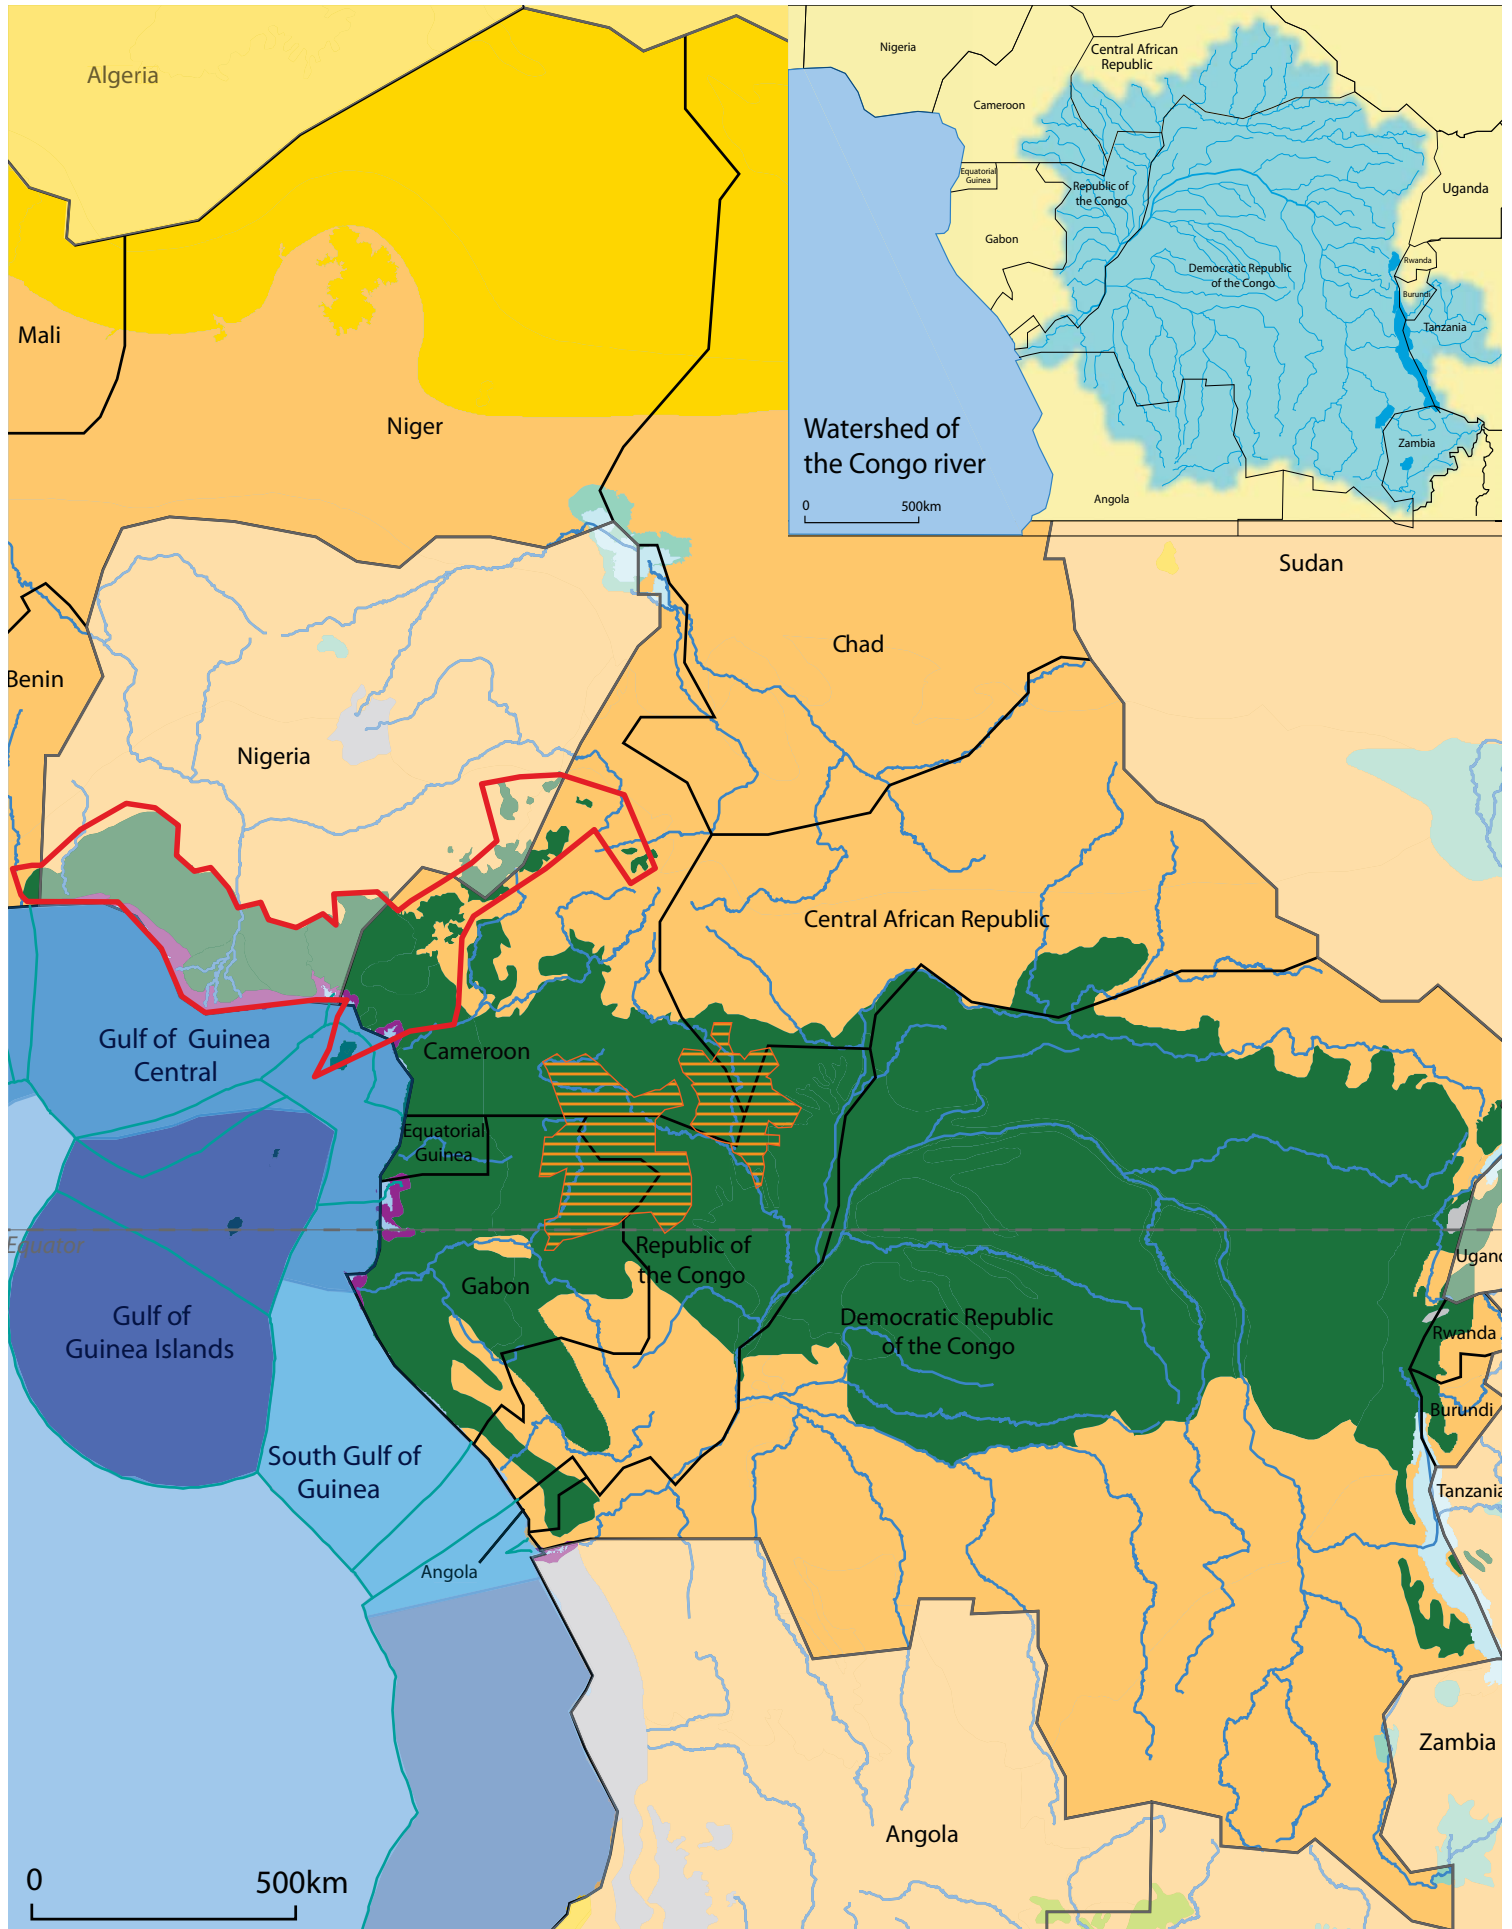 Algeria
Mali
Niger
Nigeria
Central African
Republic
Cameroon
Equatorial
Guinea
Republic of
the Congo
Uganda
Gabon
Rwanda
Democratic Republic
of the Congo
Burundi
Tanzania
Watershed of
the Congo river
Zambia
0
500km
Angola
Sudan
Chad
Benin
Nigeria
Central African Republic
Gulf of Guinea
Central
Cameroon
Equatorial
Guinea
Equator
Republic of
the Congo
Gabon
Ugand
Gulf of
Guinea Islands
Democratic Republic
of the Congo
Rwanda
Burundi
South Gulf of
Guinea
Tanzania
Angola
Zambia
Angola
0
500km